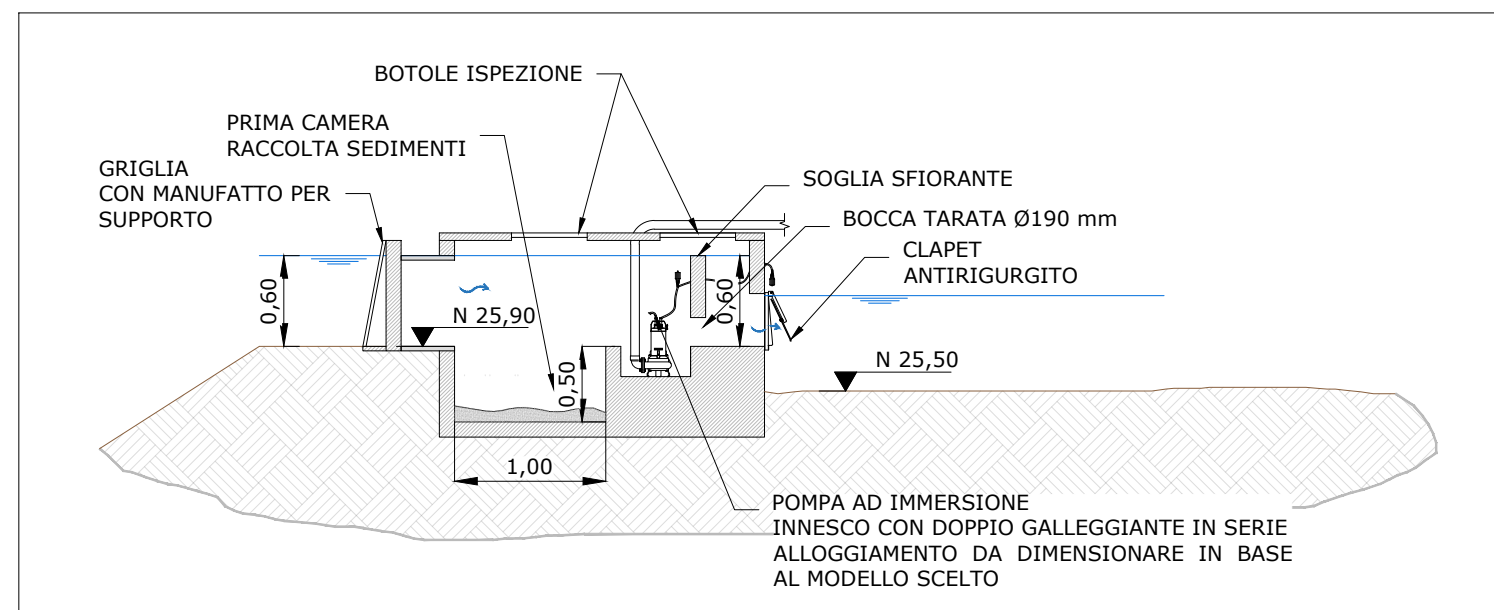 BOTOLE ISPEZIONE
PRIMA CAMERA
RACCOLTA SEDIMENTI
GRIGLIA
CON MANUFATTO PER
SUPPORTO
SOGLIA SFIORANTE
BOCCA TARATA Ø190 mm
CLAPET
ANTIRIGURGITO
0,60
N 25,90
0,60
N 25,50
0,50
1,00
POMPA AD IMMERSIONE
INNESCO CON DOPPIO GALLEGGIANTE IN SERIE
ALLOGGIAMENTO DA DIMENSIONARE IN BASE
AL MODELLO SCELTO